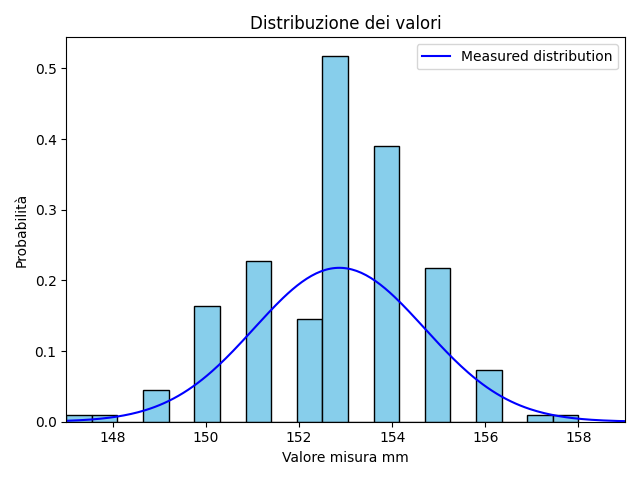 Distribuzione dei valori
Measured distribution
0.5
0.4
0.3
0.2
0.1
0.0
Probabilità
148 150 152 154 156 158
Valore misura mm